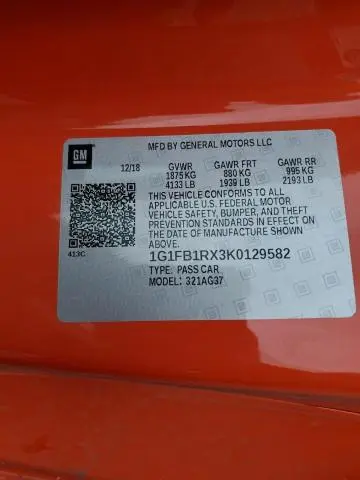 MFD BY GENERAL MOTORS LLC
GM
12/18 GVWR GAWR FRT GAWR RR
1875 KG 880 KG 995 KG
4133 LB 1939 LB 2193 LB
THIS VEHICLE CONFORMS TO ALL
APPLICABLE U.S. FEDERAL MOTOR
VEHICLE SAFETY, BUMPER, AND THEFT
PREVENTION STANDARDS IN EFFECT ON
THE DATE OF MANUFACTURE SHOWN
ABOVE.
413C
1G1FB1RX3K0129582
TYPE: PASS CAR
MODEL: 321AG37